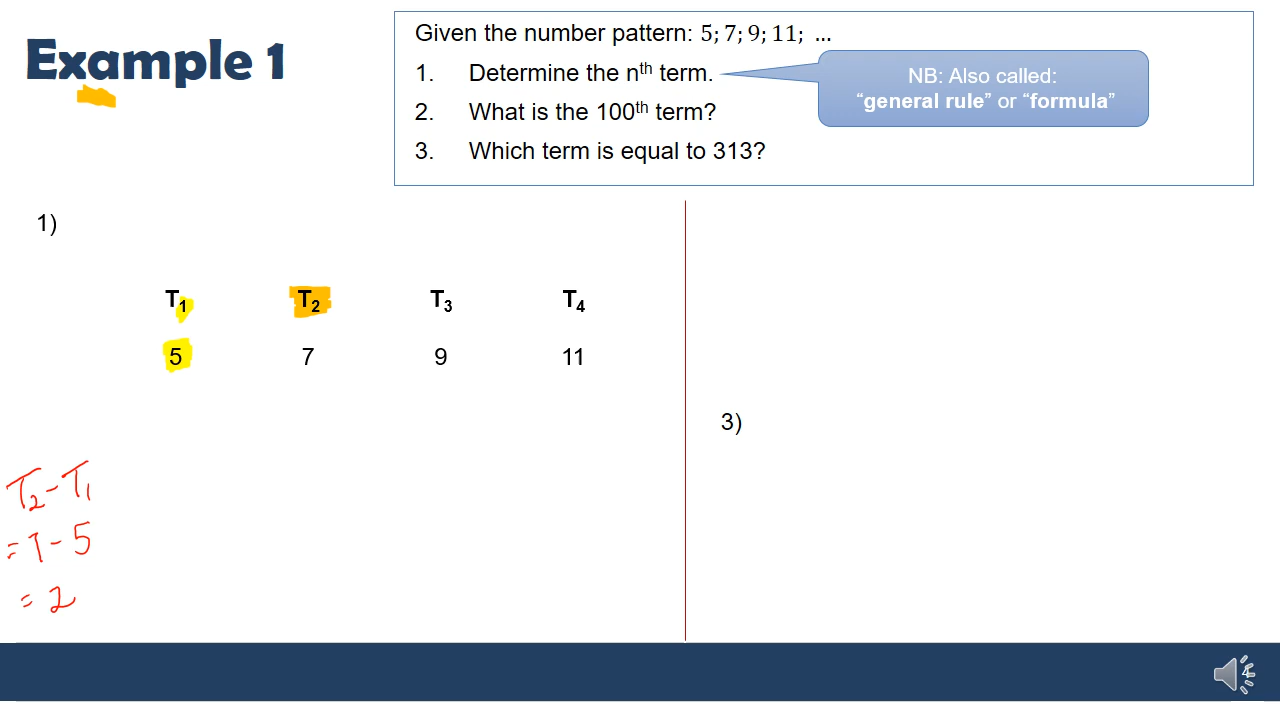 Example 1
Given the number pattern: 5; 7; 9; 11; ...
1. Determine the nth term.
NB: Also called:
“general rule” or “formula”
2. What is the 100th term?
3. Which term is equal to 313?
1)
T1 T2 T3 T4
5 7 9 11
3)
T2 - T1
= 7 - 5
= 2
4